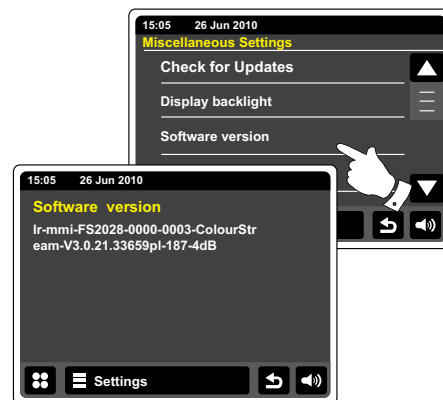 15:05 26 Jun 2010
Miscellaneous Settings
Check for Updates
Display backlight
Software version
15:05 26 Jun 2010
Software version
Ir-mmi-FS2028-0000-0003-ColourStr
eam-V3.0.21.33659pl-187-4dB
Settings